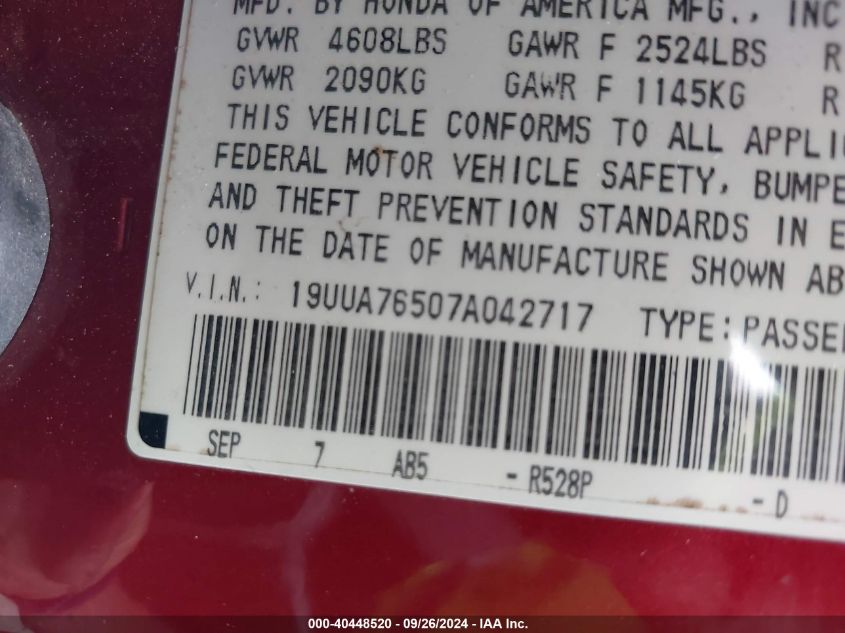 MFD. BY HONDA OF AMERICA MFG., INC
GVWR 4608LBS GAWR F 2524LBS R
GVWR 2090KG GAWR F 1145KG R
THIS VEHICLE CONFORMS TO ALL APPLIC
FEDERAL MOTOR VEHICLE SAFETY, BUMPE
AND THEFT PREVENTION STANDARDS IN E
ON THE DATE OF MANUFACTURE SHOWN AB
V.I.N.: 19UUA76507A042717 TYPE:PASSE
SEP 7 AB5 - R528P - D
000-40448520 - 09/26/2024 - IAA Inc.